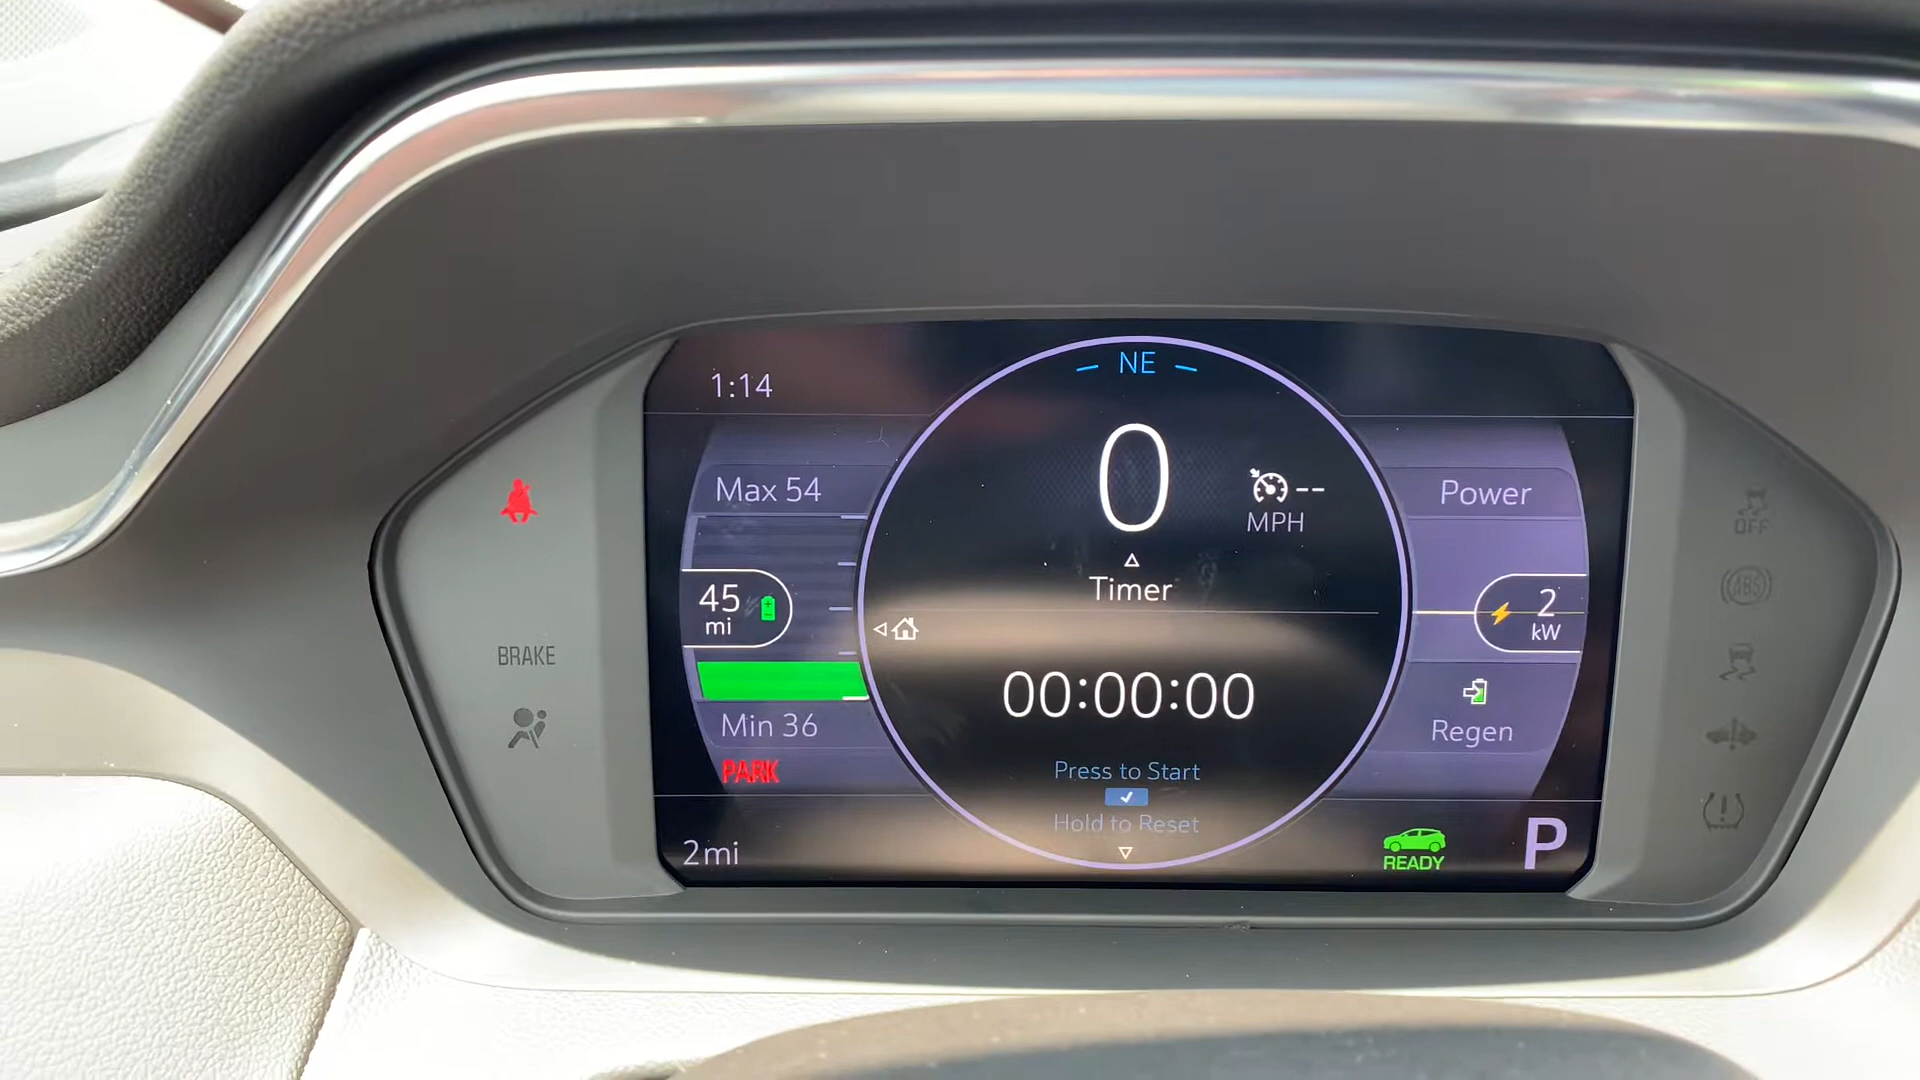 NE
1:14
0
--
MPH
Max 54
Power
OFF
ABS
Timer
45
mi
2
kW
BRAKE
00:00:00
Min 36
Regen
PARK
Press to Start
Hold to Reset
2mi
READY
P